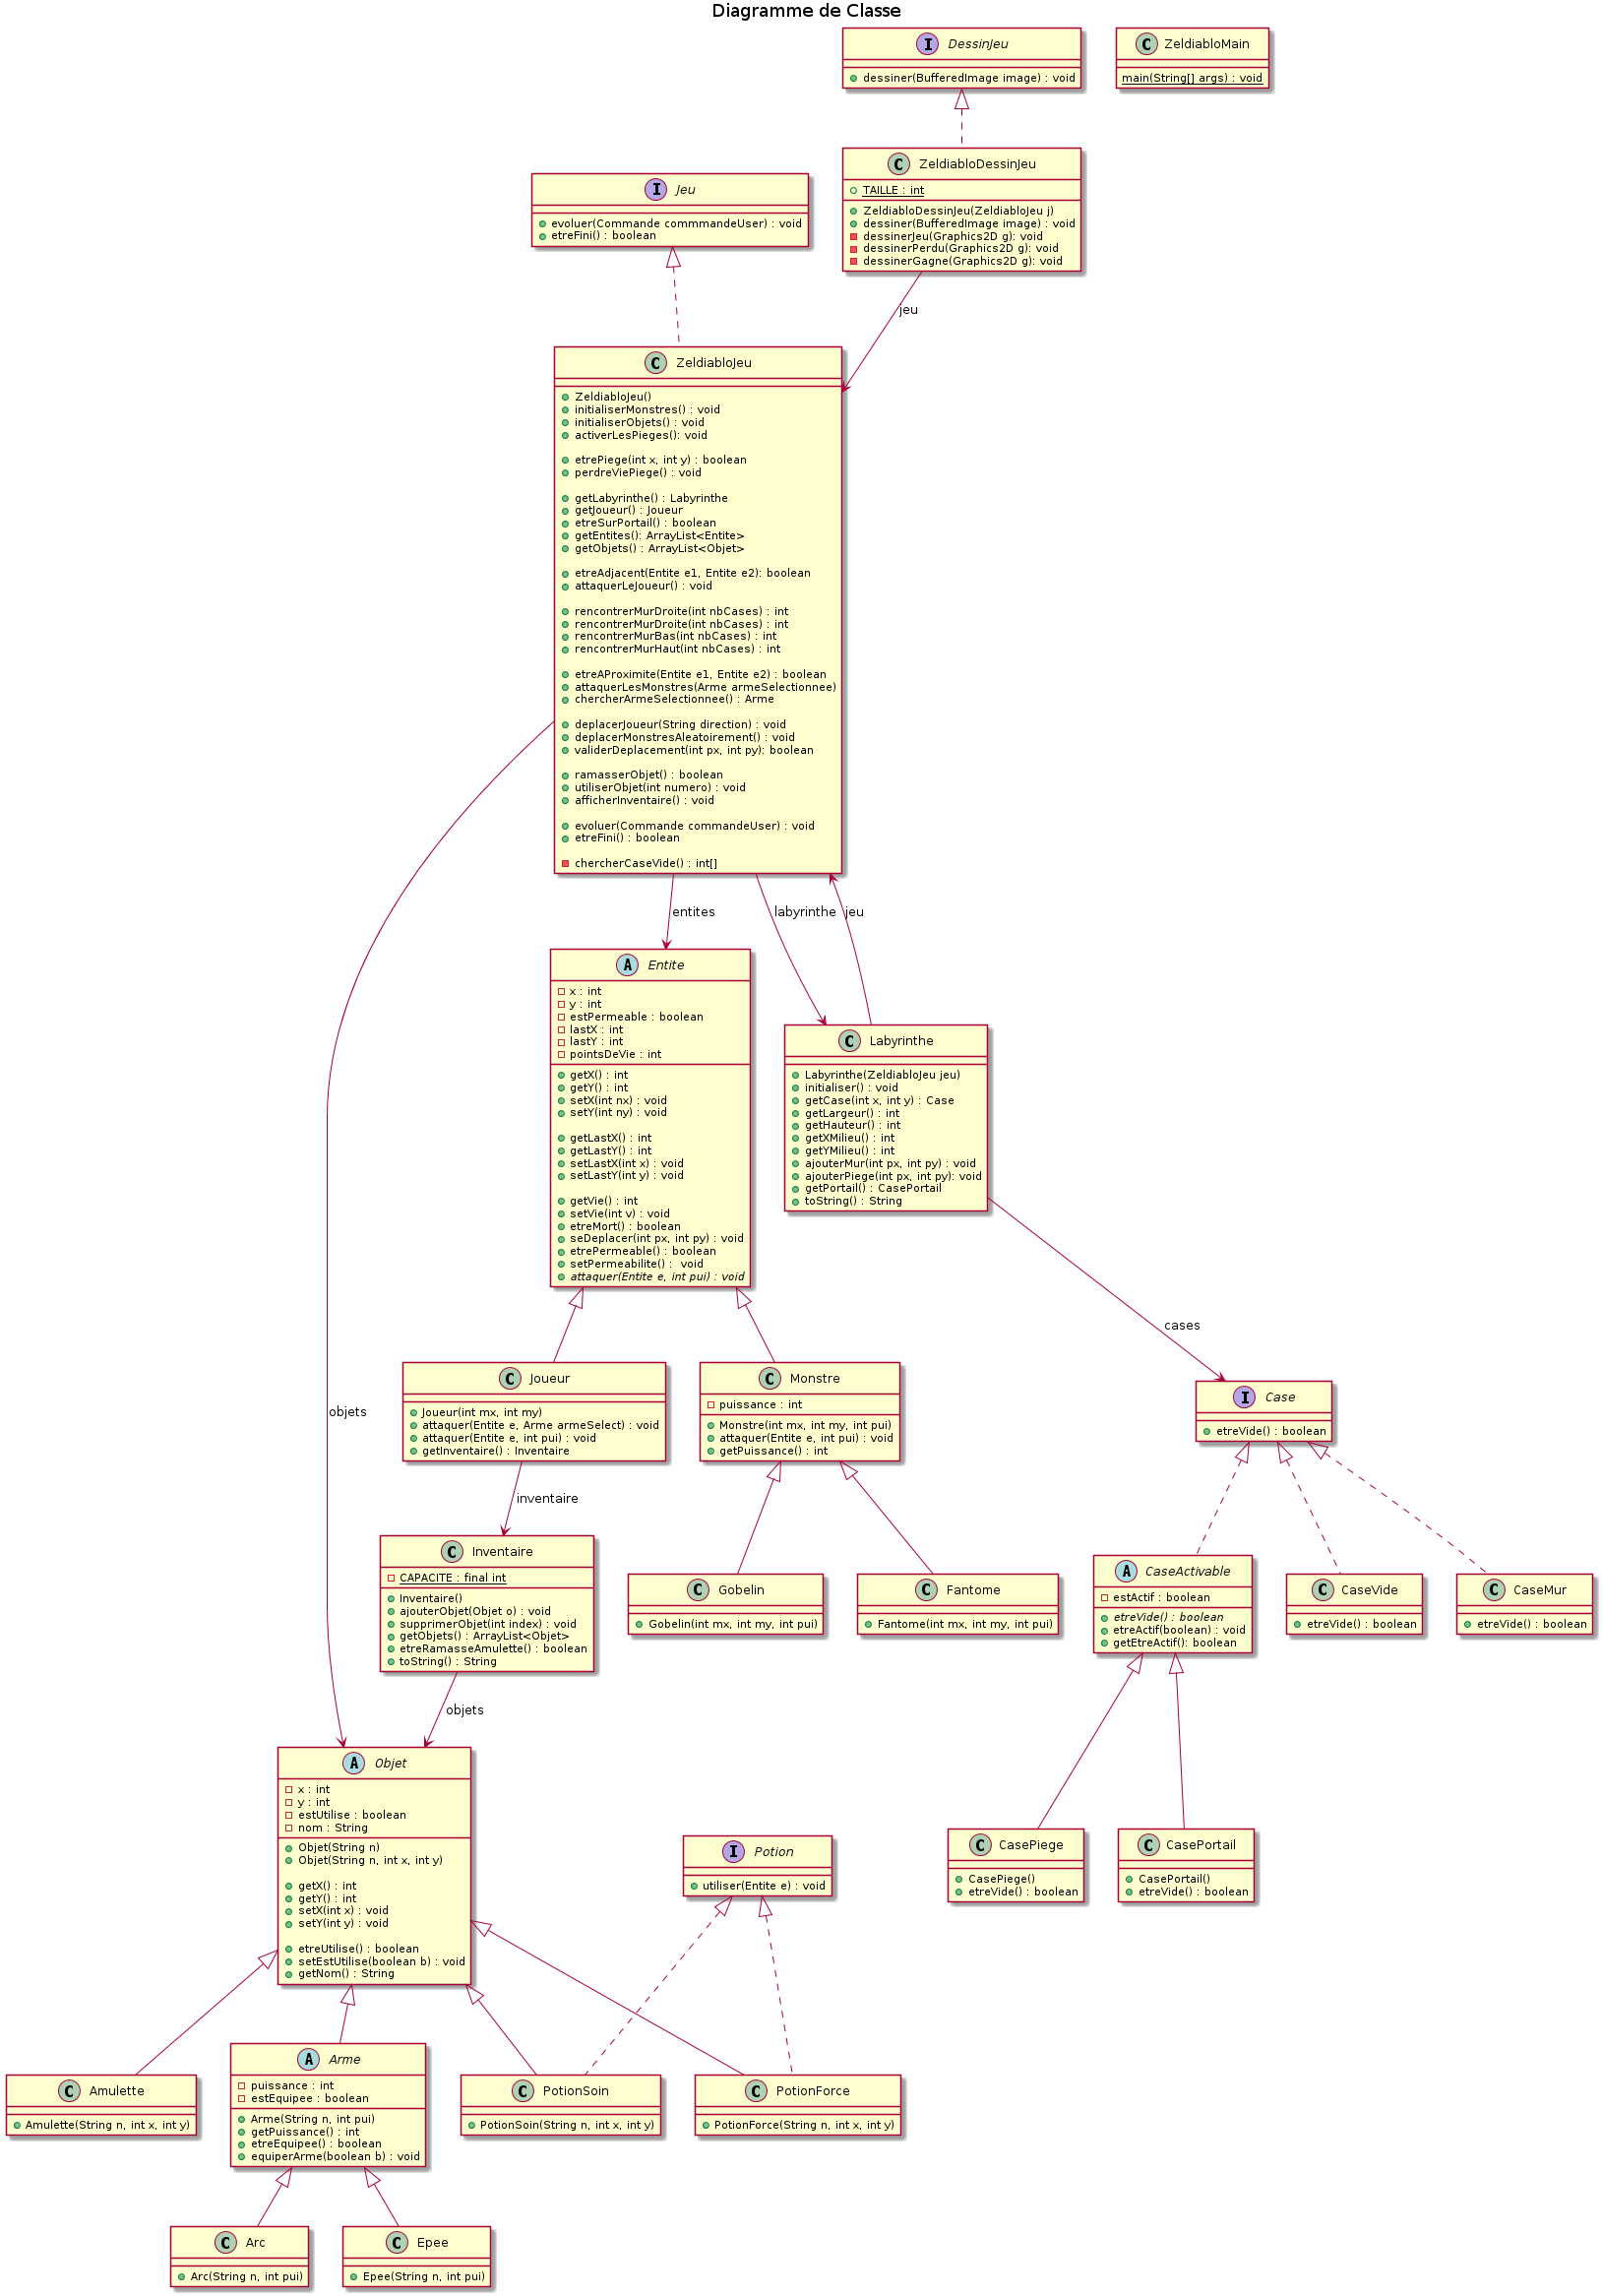 Diagramme de Classe
I DessinJeu
dessiner(BufferedImage image) : void
C ZeldiabloMain
main(String[] args) : void
C ZeldiabloDessinJeu
TAILLE : int
ZeldiabloDessinJeu(ZeldiabloJeu j)
dessiner(BufferedImage image) : void
dessinerJeu(Graphics2D g): void
dessinerPerdu(Graphics2D g): void
dessinerGagne(Graphics2D g): void
I Jeu
evoluer(Commande commmandeUser) : void
etreFini() : boolean
jeu
C ZeldiabloJeu
ZeldiabloJeu()
initialiserMonstres() : void
initialiserObjets() : void
activerLesPieges(): void
etrePiege(int x, int y) : boolean
perdreViePiege() : void
getLabyrinthe() : Labyrinthe
getJoueur() : Joueur
etreSurPortail() : boolean
getEntites(): ArrayList<Entite>
getObjets() : ArrayList<Objet>
etreAdjacent(Entite e1, Entite e2): boolean
attaquerLeJoueur() : void
rencontrerMurDroite(int nbCases) : int
rencontrerMurDroite(int nbCases) : int
rencontrerMurBas(int nbCases) : int
rencontrerMurHaut(int nbCases) : int
etreAProximite(Entite e1, Entite e2) : boolean
attaquerLesMonstres(Arme armeSelectionnee)
chercherArmeSelectionnee() : Arme
deplacerJoueur(String direction) : void
deplacerMonstresAleatoirement() : void
validerDeplacement(int px, int py): boolean
ramasserObjet() : boolean
utiliserObjet(int numero) : void
afficherInventaire() : void
evoluer(Commande commandeUser) : void
etreFini() : boolean
chercherCaseVide() : int[]
entites
labyrinthe
jeu
A Entite
x : int
y : int
estPermeable : boolean
lastX : int
lastY : int
pointsDeVie : int
getX() : int
getY() : int
setX(int nx) : void
setY(int ny) : void
getLastX() : int
getLastY() : int
setLastX(int x) : void
setLastY(int y) : void
getVie() : int
setVie(int v) : void
etreMort() : boolean
seDeplacer(int px, int py) : void
etrePermeable() : boolean
setPermeabilite() :  void
attaquer(Entite e, int pui) : void
C Labyrinthe
Labyrinthe(ZeldiabloJeu jeu)
initialiser() : void
getCase(int x, int y) : Case
getLargeur() : int
getHauteur() : int
getXMilieu() : int
getYMilieu() : int
ajouterMur(int px, int py) : void
ajouterPiege(int px, int py): void
getPortail() : CasePortail
toString() : String
cases
objets
C Joueur
Joueur(int mx, int my)
attaquer(Entite e, Arme armeSelect) : void
attaquer(Entite e, int pui) : void
getInventaire() : Inventaire
C Monstre
puissance : int
Monstre(int mx, int my, int pui)
attaquer(Entite e, int pui) : void
getPuissance() : int
I Case
etreVide() : boolean
inventaire
C Inventaire
CAPACITE : final int
Inventaire()
ajouterObjet(Objet o) : void
supprimerObjet(int index) : void
getObjets() : ArrayList<Objet>
etreRamasseAmulette() : boolean
toString() : String
C Gobelin
Gobelin(int mx, int my, int pui)
C Fantome
Fantome(int mx, int my, int pui)
A CaseActivable
estActif : boolean
etreVide() : boolean
etreActif(boolean) : void
getEtreActif(): boolean
C CaseVide
etreVide() : boolean
C CaseMur
etreVide() : boolean
objets
A Objet
x : int
y : int
estUtilise : boolean
nom : String
Objet(String n)
Objet(String n, int x, int y)
getX() : int
getY() : int
setX(int x) : void
setY(int y) : void
etreUtilise() : boolean
setEstUtilise(boolean b) : void
getNom() : String
I Potion
utiliser(Entite e) : void
C CasePiege
CasePiege()
etreVide() : boolean
C CasePortail
CasePortail()
etreVide() : boolean
C Amulette
Amulette(String n, int x, int y)
A Arme
puissance : int
estEquipee : boolean
Arme(String n, int pui)
getPuissance() : int
etreEquipee() : boolean
equiperArme(boolean b) : void
C PotionSoin
PotionSoin(String n, int x, int y)
C PotionForce
PotionForce(String n, int x, int y)
C Arc
Arc(String n, int pui)
C Epee
Epee(String n, int pui)